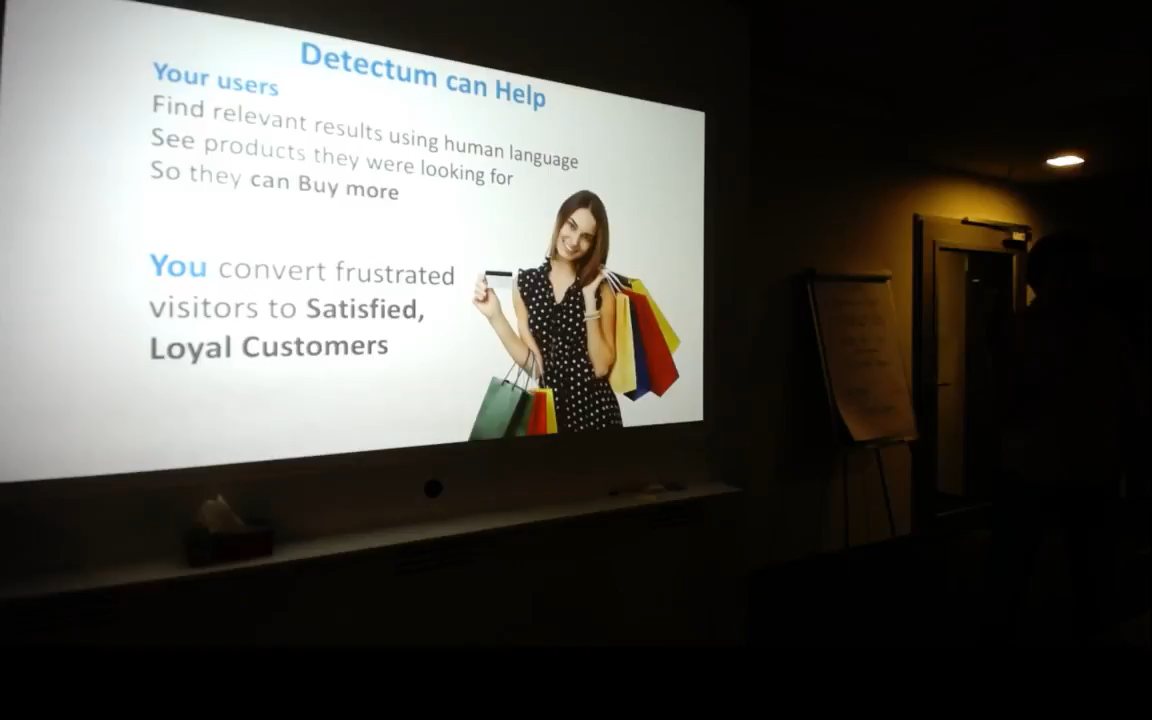 Detectum can Help
Your users
Find relevant results using human language
See products they were looking for
So they can Buy more
You convert frustrated
visitors to Satisfied,
Loyal Customers